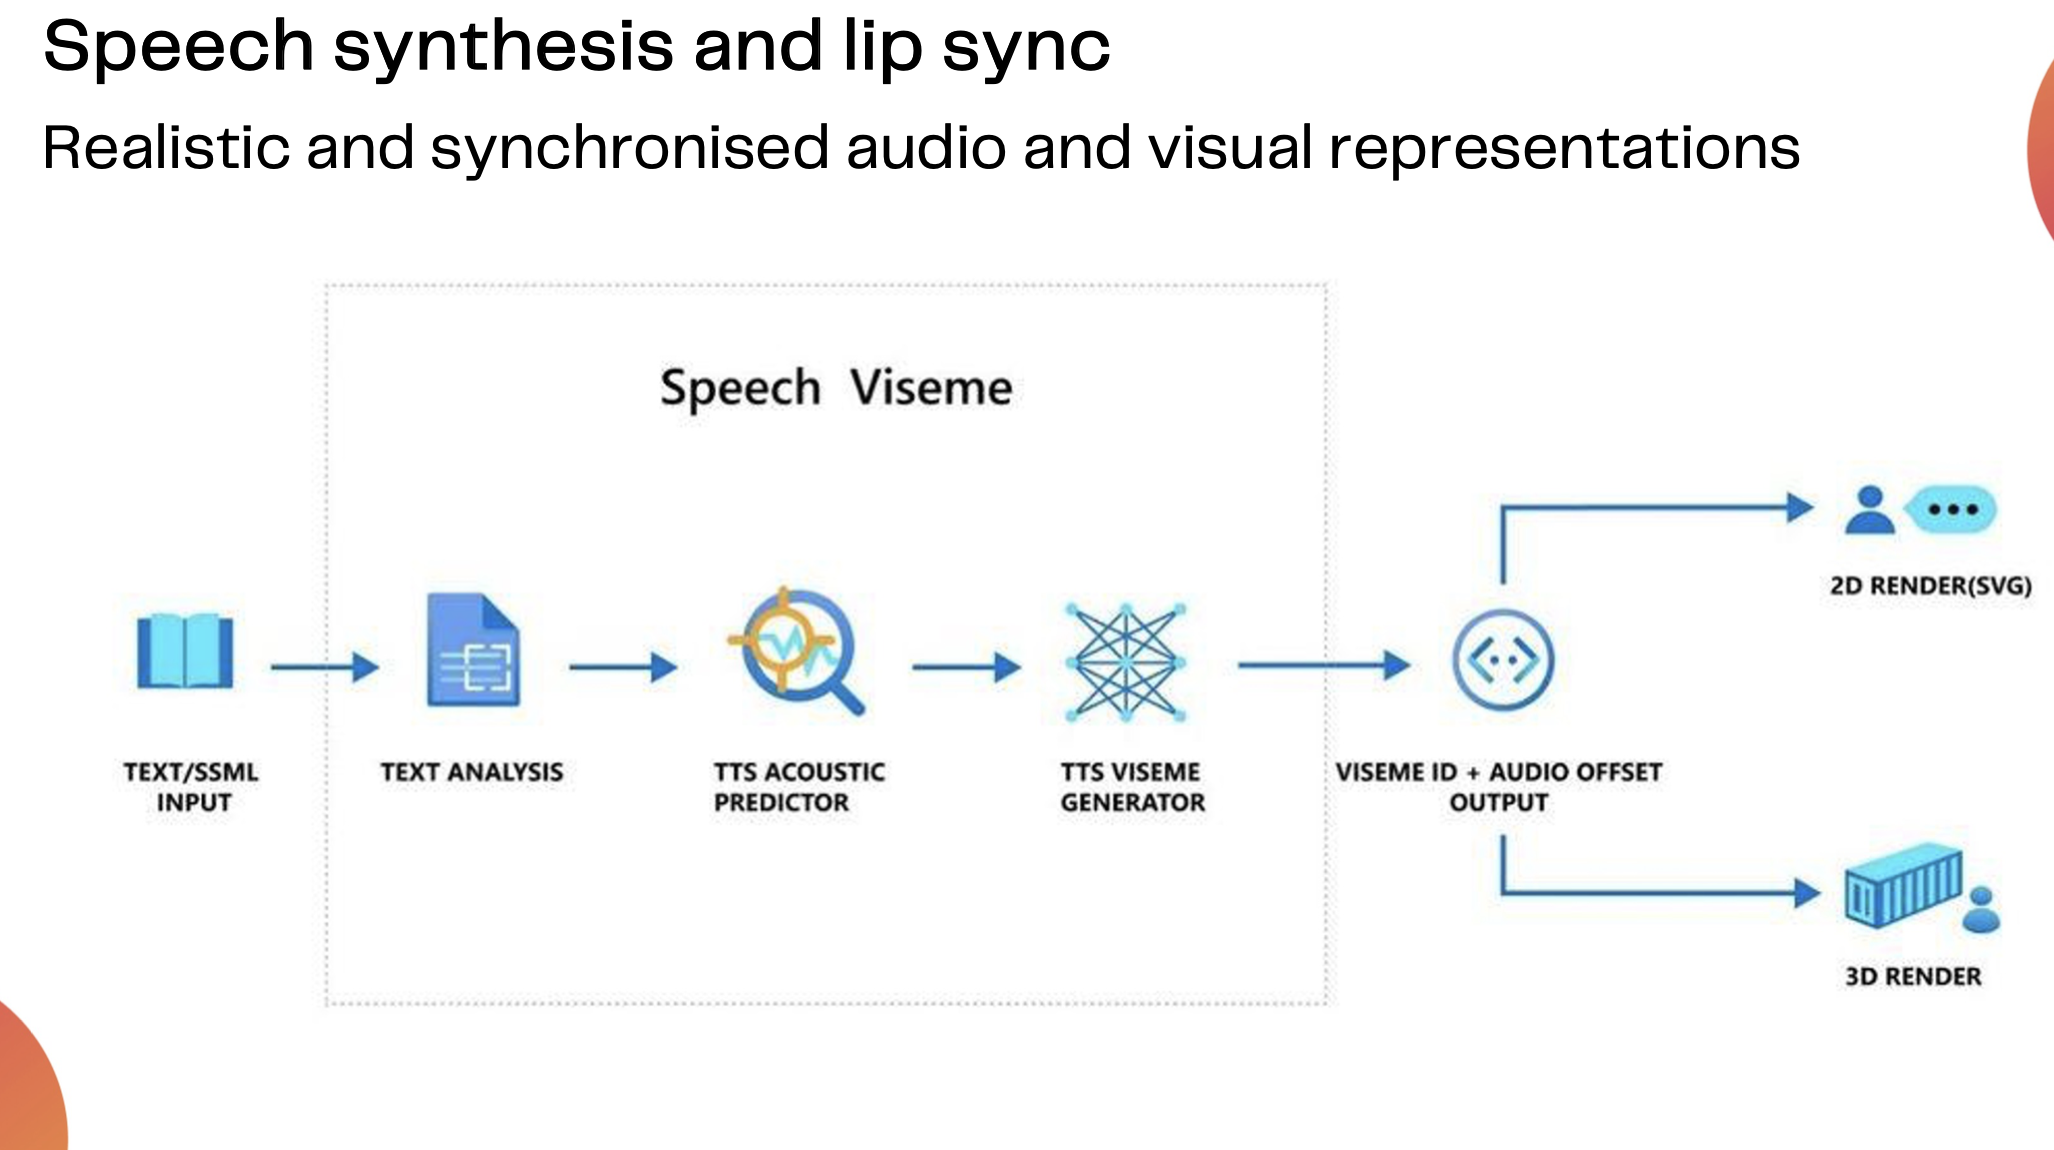 Speech synthesis and lip sync
Realistic and synchronised audio and visual representations
Speech Viseme
TEXT/SSML
INPUT
TEXT ANALYSIS
TTS ACOUSTIC
PREDICTOR
TTS VISEME
GENERATOR
VISEME ID + AUDIO OFFSET
OUTPUT
2D RENDER(SVG)
3D RENDER